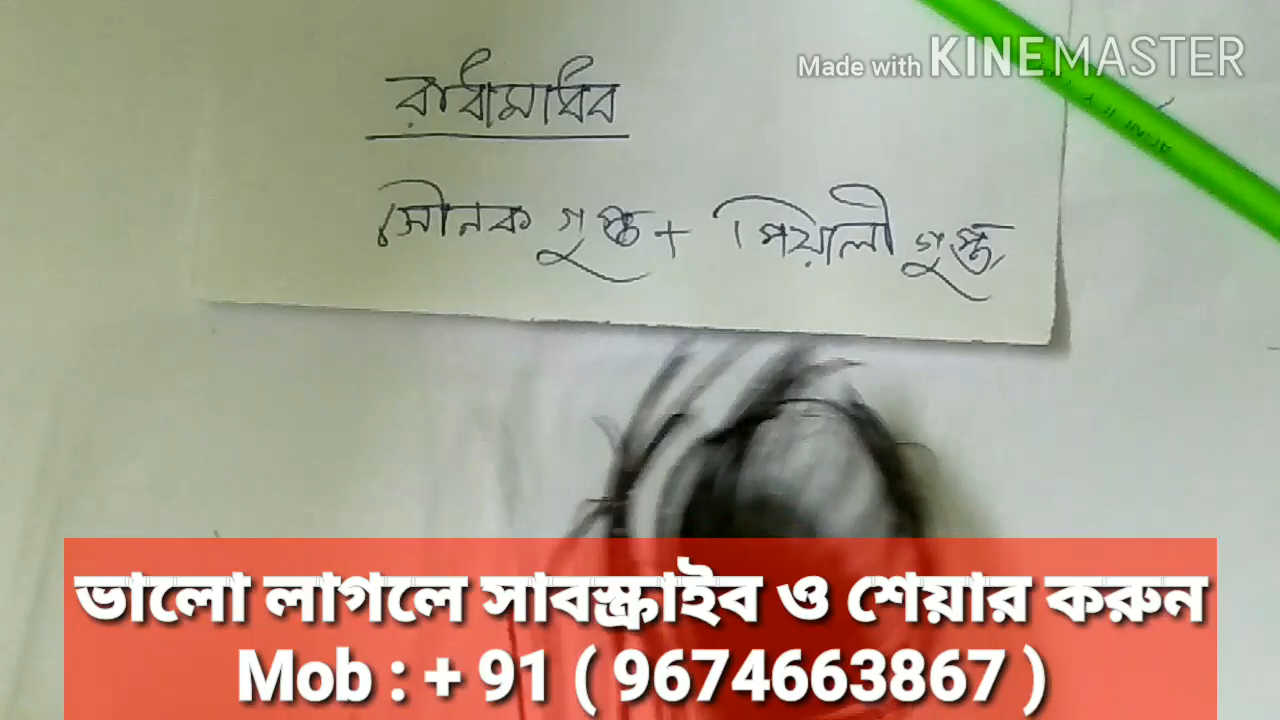 Made with KINEMASTER
রাধামাধব
সৌনক গুপ্ত + পিয়ালী গুপ্ত
ভালো লাগলে সাবস্ক্রাইব ও শেয়ার করুন
Mob : + 91 ( 9674663867 )